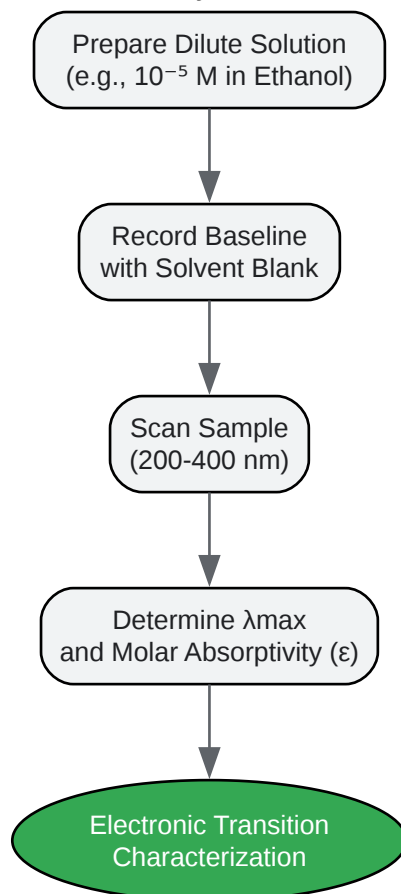 Prepare Dilute Solution
(e.g., 10⁻⁵ M in Ethanol)
Record Baseline
with Solvent Blank
Scan Sample
(200-400 nm)
Determine λmax
and Molar Absorptivity (ε)
Electronic Transition
Characterization